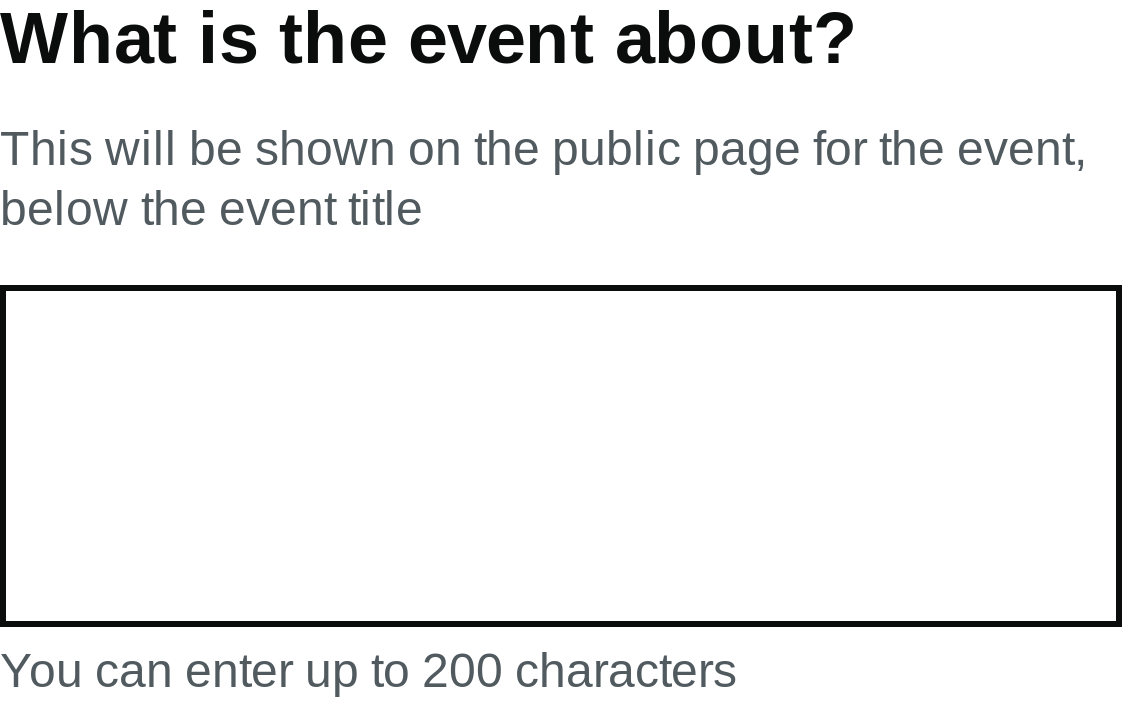 What is the event about?
This will be shown on the public page for the event,
below the event title
You can enter up to 200 characters